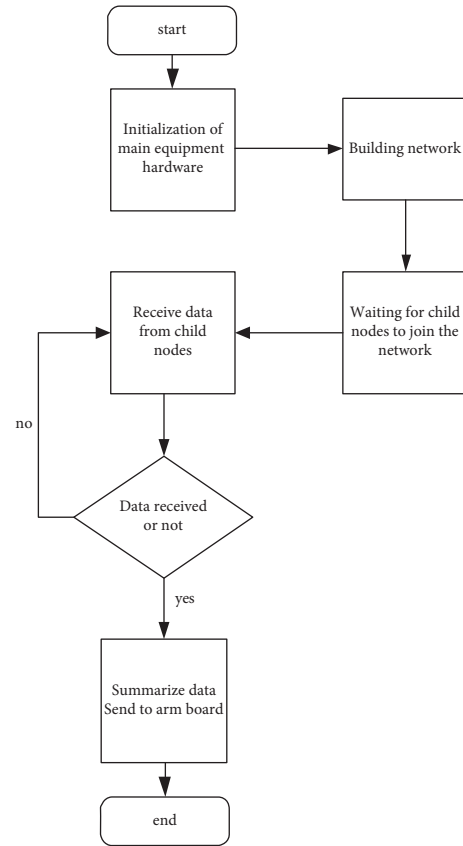 start
Initialization of
main equipment
hardware
Building network
Waiting for child
nodes to join the
network
Receive data
from child
nodes
no
Data received
or not
yes
Summarize data
Send to arm board
end